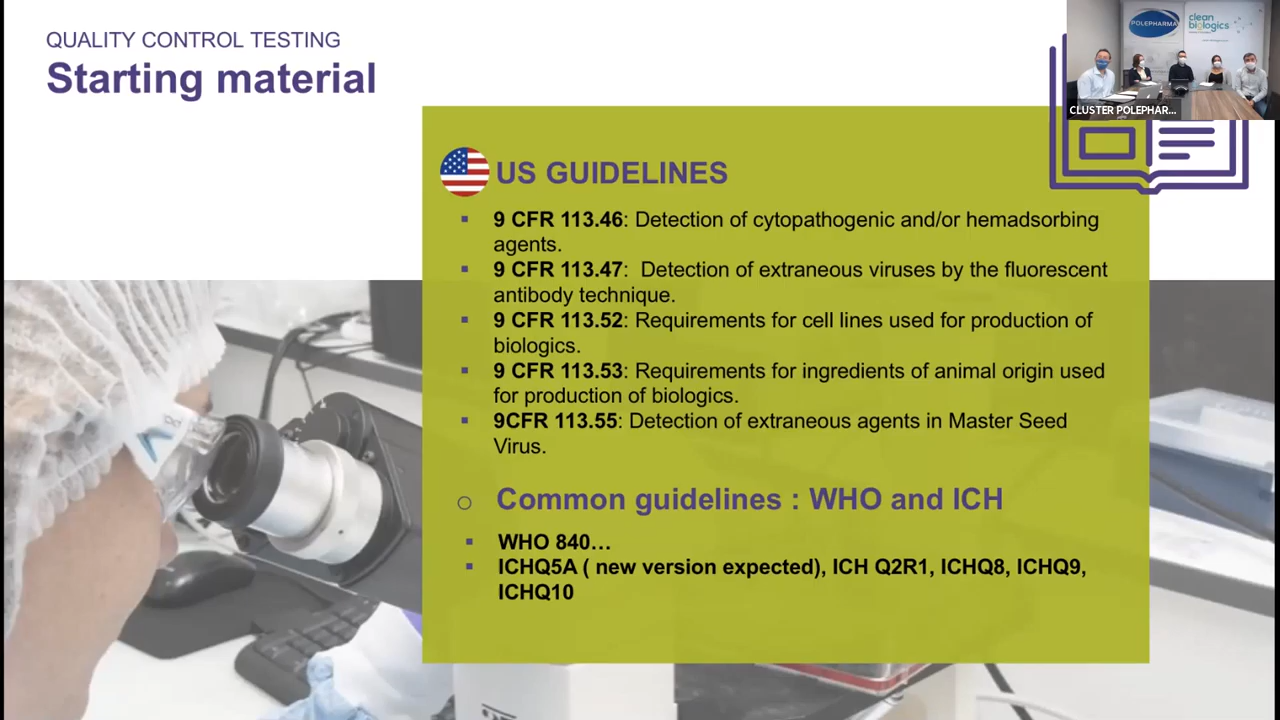 QUALITY CONTROL TESTING
Starting material
POLEPHARMA
clean
biologics
CLUSTER POLEPHAR...
US GUIDELINES
▪ 9 CFR 113.46: Detection of cytopathogenic and/or hemadsorbing
agents.
▪ 9 CFR 113.47:  Detection of extraneous viruses by the fluorescent
antibody technique.
▪ 9 CFR 113.52: Requirements for cell lines used for production of
biologics.
▪ 9 CFR 113.53: Requirements for ingredients of animal origin used
for production of biologics.
▪ 9CFR 113.55: Detection of extraneous agents in Master Seed
Virus.
○ Common guidelines : WHO and ICH
▪ WHO 840…
▪ ICHQ5A ( new version expected), ICH Q2R1, ICHQ8, ICHQ9,
ICHQ10